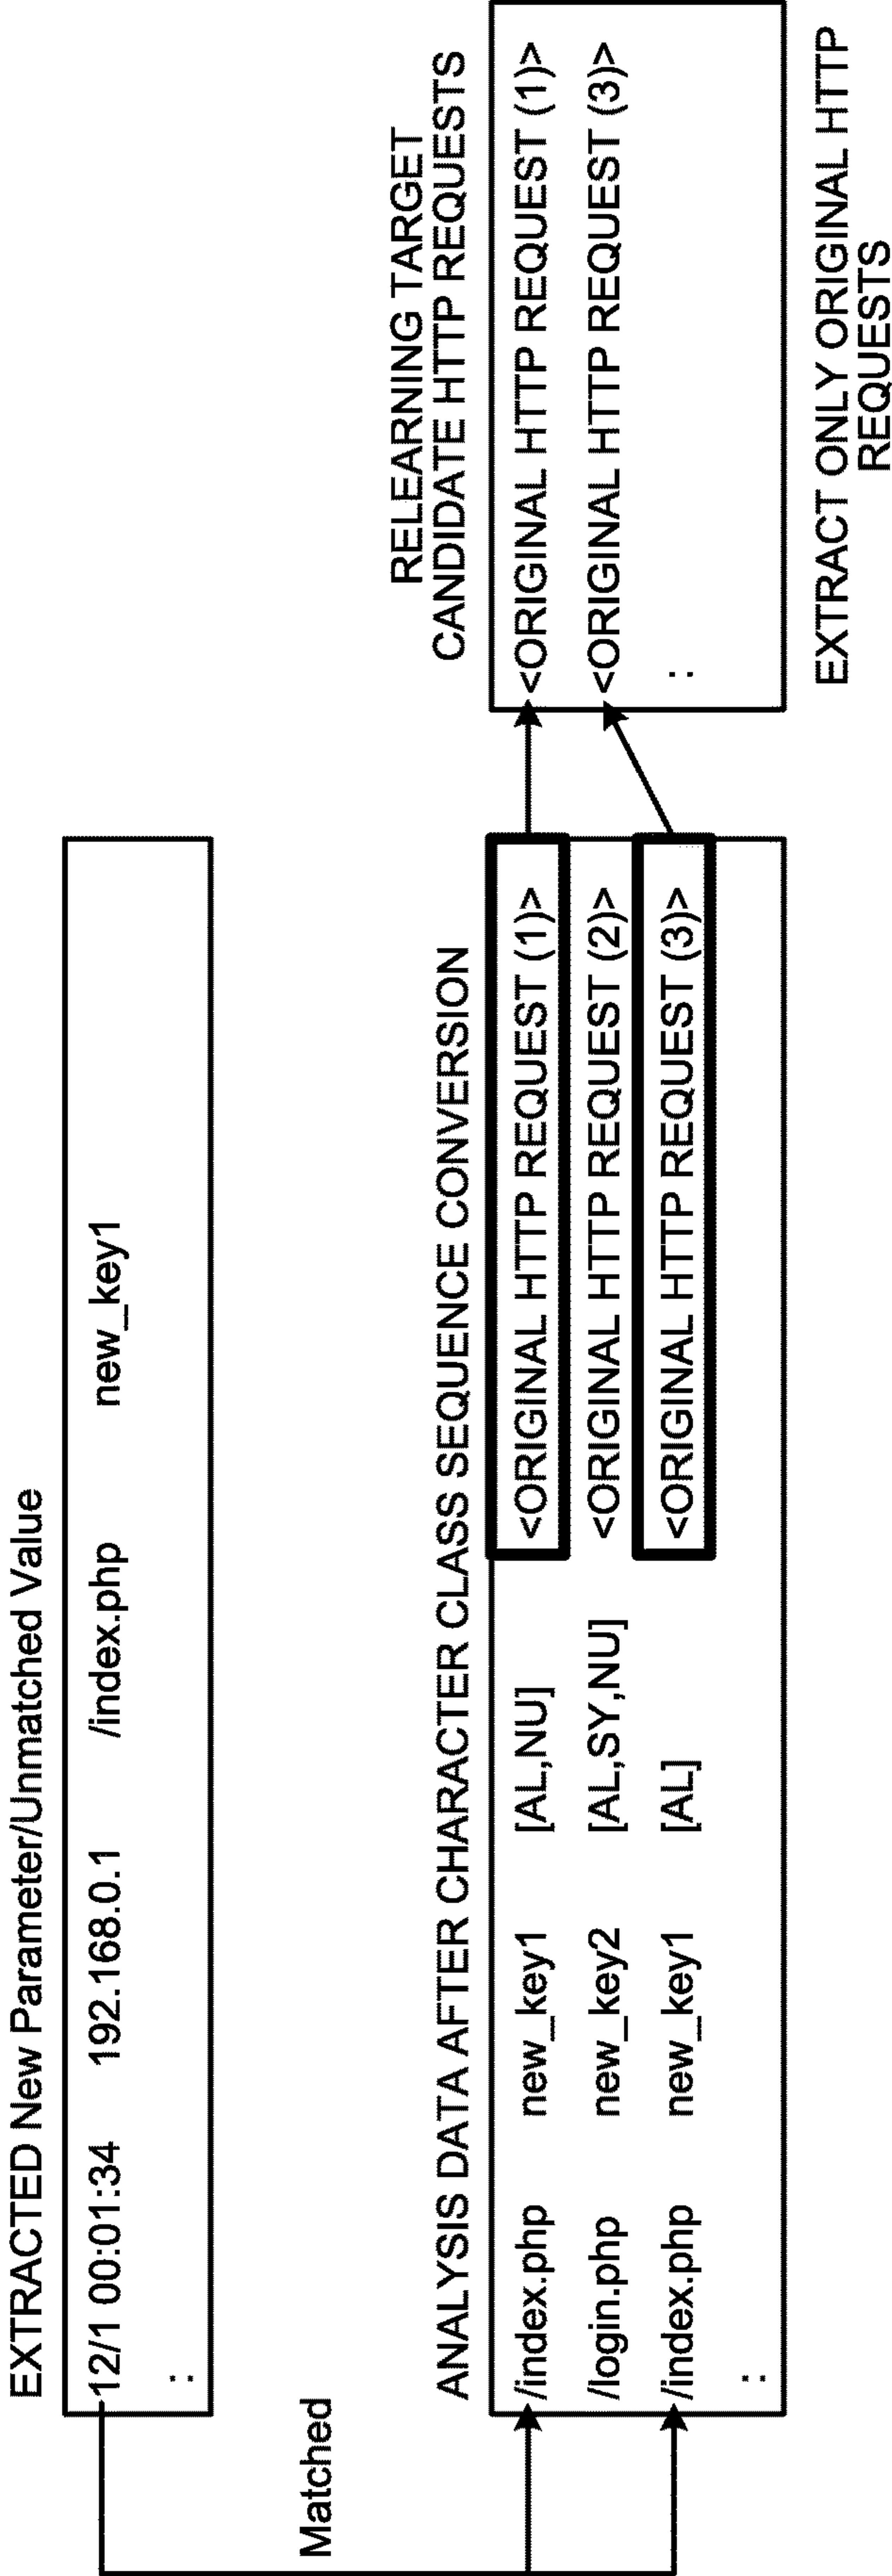 EXTRACTED New Parameter/Unmatched Value
12/1 00:01:34 192.168.0.1 /index.php new_key1
:
Matched
ANALYSIS DATA AFTER CHARACTER CLASS SEQUENCE CONVERSION
/index.php new_key1 [AL,NU] <ORIGINAL HTTP REQUEST (1)>
/login.php new_key2 [AL,SY,NU] <ORIGINAL HTTP REQUEST (2)>
/index.php new_key1 [AL] <ORIGINAL HTTP REQUEST (3)>
:
RELEARNING TARGET
CANDIDATE HTTP REQUESTS
<ORIGINAL HTTP REQUEST (1)>
<ORIGINAL HTTP REQUEST (3)>
:
EXTRACT ONLY ORIGINAL HTTP
REQUESTS